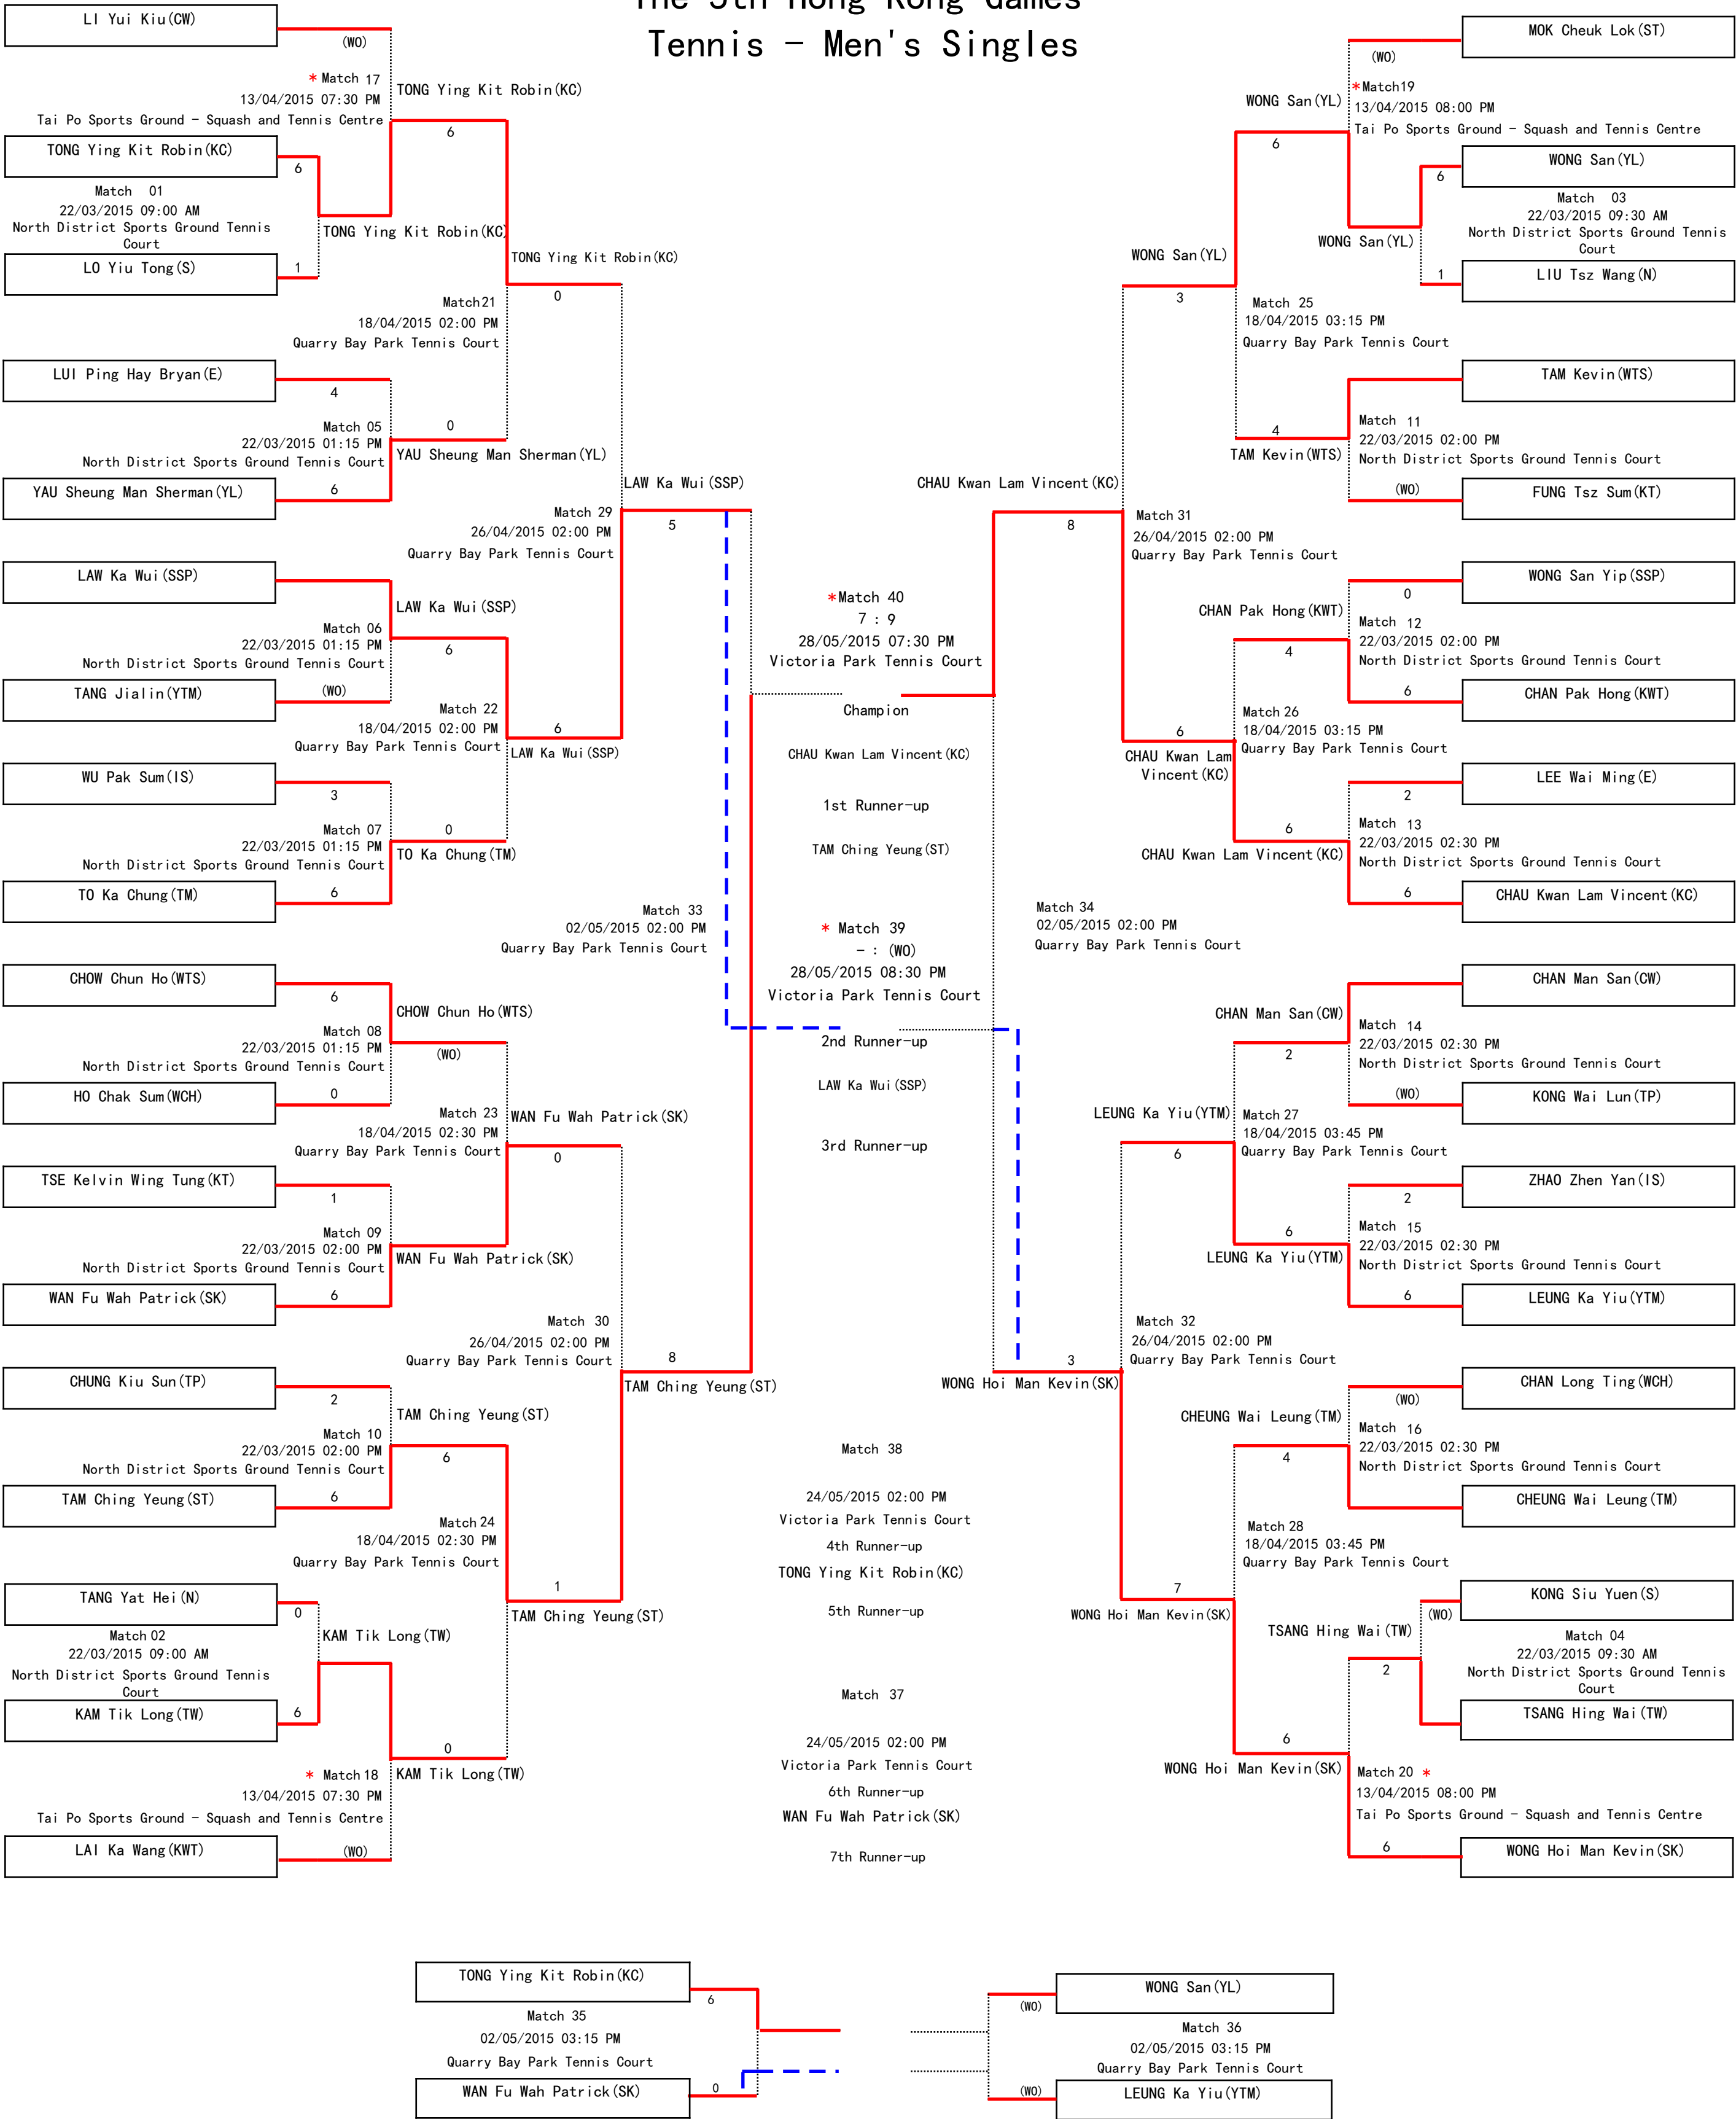 The 5th Hong Kong Games
Tennis - Men's Singles
LI Yui Kiu(CW)
(WO)
*Match 17
13/04/2015 07:30 PM
Tai Po Sports Ground - Squash and Tennis Centre
TONG Ying Kit Robin(KC)
6
TONG Ying Kit Robin(KC)
6
Match 01
22/03/2015 09:00 AM
North District Sports Ground Tennis
Court
TONG Ying Kit Robin(KC)
LO Yiu Tong(S)
1
TONG Ying Kit Robin(KC)
0
Match21
18/04/2015 02:00 PM
Quarry Bay Park Tennis Court
LUI Ping Hay Bryan(E)
4
Match 05
22/03/2015 01:15 PM
North District Sports Ground Tennis Court
0
YAU Sheung Man Sherman(YL)
YAU Sheung Man Sherman(YL)
6
LAW Ka Wui(SSP)
5
Match 29
26/04/2015 02:00 PM
Quarry Bay Park Tennis Court
LAW Ka Wui(SSP)
LAW Ka Wui(SSP)
6
Match 06
22/03/2015 01:15 PM
North District Sports Ground Tennis Court
TANG Jialin(YTM)
(WO)
Match 22
18/04/2015 02:00 PM
Quarry Bay Park Tennis Court
6
LAW Ka Wui(SSP)
WU Pak Sum(IS)
3
Match 07
22/03/2015 01:15 PM
North District Sports Ground Tennis Court
0
TO Ka Chung(TM)
TO Ka Chung(TM)
6
Match 33
02/05/2015 02:00 PM
Quarry Bay Park Tennis Court
CHOW Chun Ho(WTS)
6
CHOW Chun Ho(WTS)
(WO)
Match 08
22/03/2015 01:15 PM
North District Sports Ground Tennis Court
HO Chak Sum(WCH)
0
Match 23
18/04/2015 02:30 PM
Quarry Bay Park Tennis Court
WAN Fu Wah Patrick(SK)
0
TSE Kelvin Wing Tung(KT)
1
Match 09
22/03/2015 02:00 PM
North District Sports Ground Tennis Court
WAN Fu Wah Patrick(SK)
WAN Fu Wah Patrick(SK)
6
Match 30
26/04/2015 02:00 PM
Quarry Bay Park Tennis Court
8
TAM Ching Yeung(ST)
CHUNG Kiu Sun(TP)
2
TAM Ching Yeung(ST)
6
Match 10
22/03/2015 02:00 PM
North District Sports Ground Tennis Court
TAM Ching Yeung(ST)
6
Match 24
18/04/2015 02:30 PM
Quarry Bay Park Tennis Court
1
TAM Ching Yeung(ST)
TANG Yat Hei(N)
0
Match 02
22/03/2015 09:00 AM
North District Sports Ground Tennis
Court
KAM Tik Long(TW)
KAM Tik Long(TW)
6
0
KAM Tik Long(TW)
* Match 18
13/04/2015 07:30 PM
Tai Po Sports Ground - Squash and Tennis Centre
LAI Ka Wang(KWT)
(WO)
*Match 40
7 : 9
28/05/2015 07:30 PM
Victoria Park Tennis Court
Champion
CHAU Kwan Lam Vincent(KC)
1st Runner-up
TAM Ching Yeung(ST)
* Match 39
- : (WO)
28/05/2015 08:30 PM
Victoria Park Tennis Court
2nd Runner-up
LAW Ka Wui(SSP)
3rd Runner-up
Match 38
24/05/2015 02:00 PM
Victoria Park Tennis Court
4th Runner-up
TONG Ying Kit Robin(KC)
5th Runner-up
Match 37
24/05/2015 02:00 PM
Victoria Park Tennis Court
6th Runner-up
WAN Fu Wah Patrick(SK)
7th Runner-up
MOK Cheuk Lok(ST)
(WO)
*Match19
13/04/2015 08:00 PM
Tai Po Sports Ground - Squash and Tennis Centre
WONG San(YL)
6
WONG San(YL)
6
Match 03
22/03/2015 09:30 AM
North District Sports Ground Tennis
Court
WONG San(YL)
LIU Tsz Wang(N)
1
WONG San(YL)
3
Match 25
18/04/2015 03:15 PM
Quarry Bay Park Tennis Court
TAM Kevin(WTS)
4
TAM Kevin(WTS)
Match 11
22/03/2015 02:00 PM
North District Sports Ground Tennis Court
(WO)
FUNG Tsz Sum(KT)
CHAU Kwan Lam Vincent(KC)
8
Match 31
26/04/2015 02:00 PM
Quarry Bay Park Tennis Court
WONG San Yip(SSP)
0
CHAN Pak Hong(KWT)
4
Match 12
22/03/2015 02:00 PM
North District Sports Ground Tennis Court
6
CHAN Pak Hong(KWT)
Match 26
18/04/2015 03:15 PM
Quarry Bay Park Tennis Court
6
CHAU Kwan Lam
Vincent(KC)
LEE Wai Ming(E)
2
Match 13
22/03/2015 02:30 PM
North District Sports Ground Tennis Court
6
CHAU Kwan Lam Vincent(KC)
6
CHAU Kwan Lam Vincent(KC)
Match 34
02/05/2015 02:00 PM
Quarry Bay Park Tennis Court
CHAN Man San(CW)
CHAN Man San(CW)
2
Match 14
22/03/2015 02:30 PM
North District Sports Ground Tennis Court
(WO)
KONG Wai Lun(TP)
LEUNG Ka Yiu(YTM)
6
Match 27
18/04/2015 03:45 PM
Quarry Bay Park Tennis Court
ZHAO Zhen Yan(IS)
2
Match 15
22/03/2015 02:30 PM
North District Sports Ground Tennis Court
6
LEUNG Ka Yiu(YTM)
6
LEUNG Ka Yiu(YTM)
Match 32
26/04/2015 02:00 PM
Quarry Bay Park Tennis Court
3
WONG Hoi Man Kevin(SK)
CHAN Long Ting(WCH)
(WO)
CHEUNG Wai Leung(TM)
4
Match 16
22/03/2015 02:30 PM
North District Sports Ground Tennis Court
CHEUNG Wai Leung(TM)
Match 28
18/04/2015 03:45 PM
Quarry Bay Park Tennis Court
7
WONG Hoi Man Kevin(SK)
KONG Siu Yuen(S)
(WO)
TSANG Hing Wai(TW)
2
Match 04
22/03/2015 09:30 AM
North District Sports Ground Tennis
Court
TSANG Hing Wai(TW)
6
WONG Hoi Man Kevin(SK)
Match 20 *
13/04/2015 08:00 PM
Tai Po Sports Ground - Squash and Tennis Centre
6
WONG Hoi Man Kevin(SK)
TONG Ying Kit Robin(KC)
6
Match 35
02/05/2015 03:15 PM
Quarry Bay Park Tennis Court
WAN Fu Wah Patrick(SK)
0
WONG San(YL)
(WO)
Match 36
02/05/2015 03:15 PM
Quarry Bay Park Tennis Court
(WO)
LEUNG Ka Yiu(YTM)